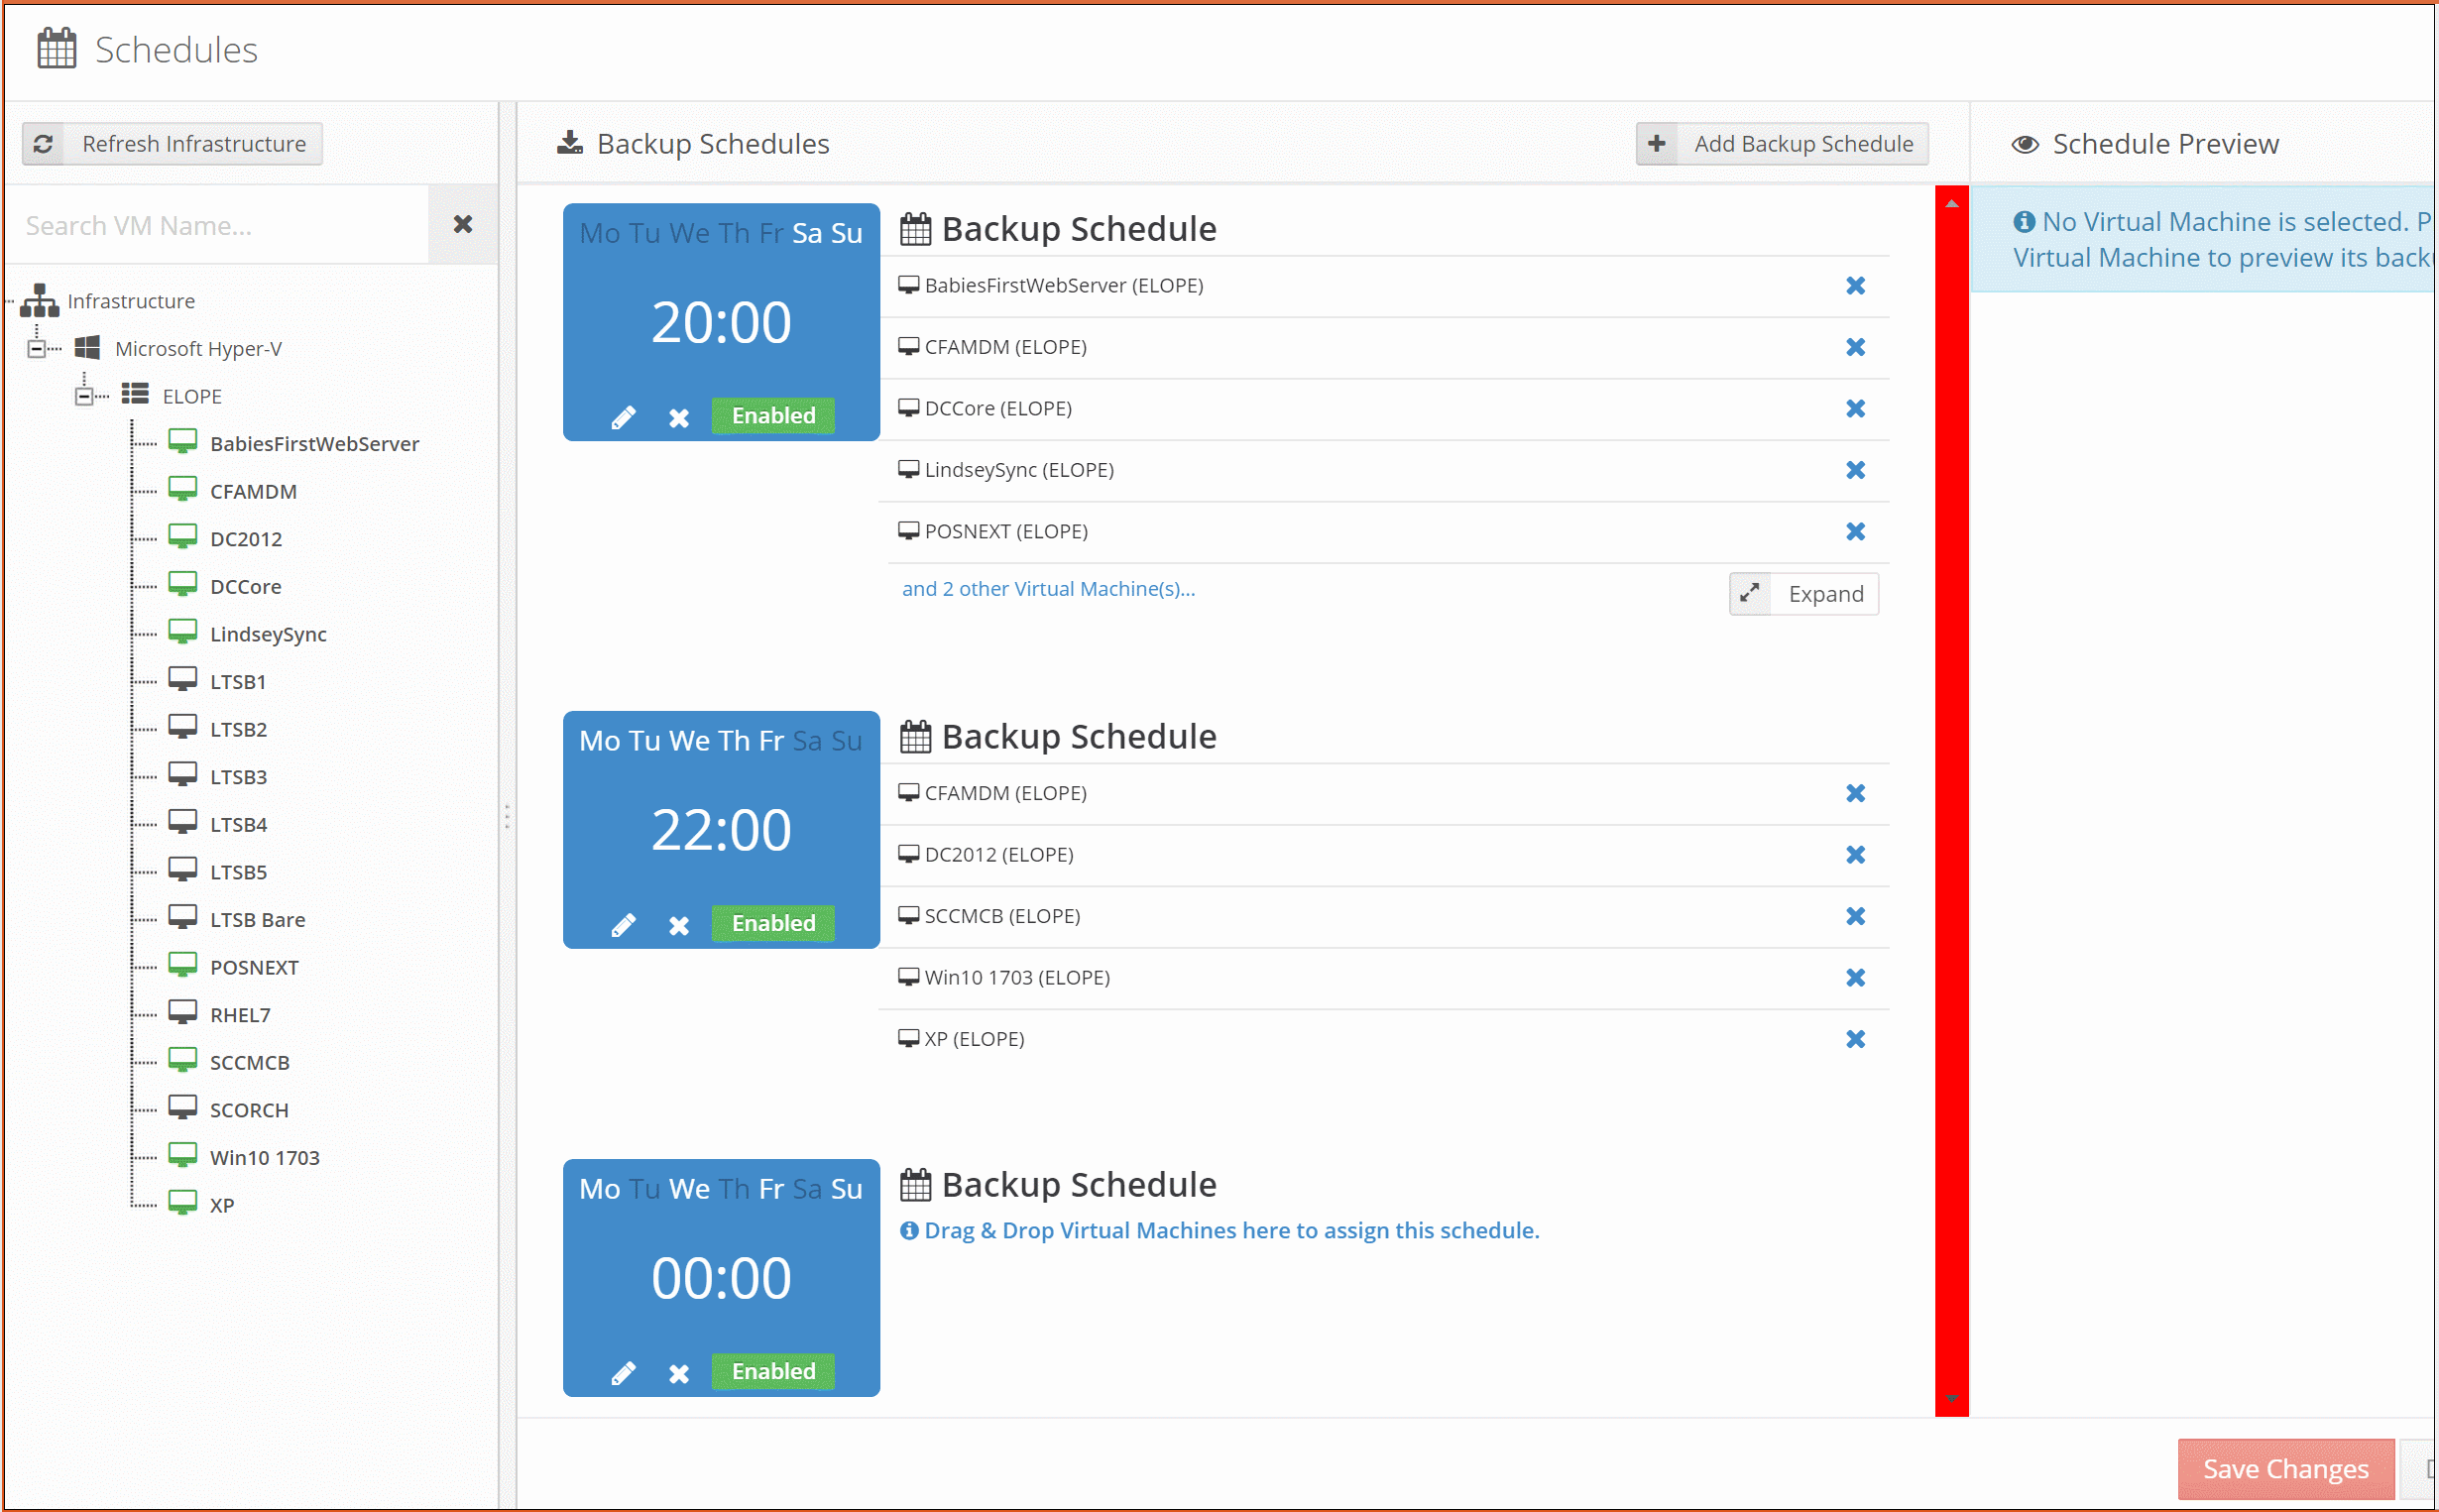 Schedules
Refresh Infrastructure
Search VM Name...
Infrastructure
Microsoft Hyper-V
ELOPE
BabiesFirstWebServer
CFAMDM
DC2012
DCCore
LindseySync
LTSB1
LTSB2
LTSB3
LTSB4
LTSB5
LTSB Bare
POSNEXT
RHEL7
SCCMCB
SCORCH
Win10 1703
XP
Backup Schedules
Add Backup Schedule
Mo Tu We Th Fr Sa Su
20:00
Enabled
Backup Schedule
BabiesFirstWebServer (ELOPE)
CFAMDM (ELOPE)
DCCore (ELOPE)
LindseySync (ELOPE)
POSNEXT (ELOPE)
and 2 other Virtual Machine(s)...
Expand
Mo Tu We Th Fr Sa Su
22:00
Enabled
Backup Schedule
CFAMDM (ELOPE)
DC2012 (ELOPE)
SCCMCB (ELOPE)
Win10 1703 (ELOPE)
XP (ELOPE)
Mo Tu We Th Fr Sa Su
00:00
Enabled
Backup Schedule
Drag & Drop Virtual Machines here to assign this schedule.
Schedule Preview
No Virtual Machine is selected.
Virtual Machine to preview its
Save Changes